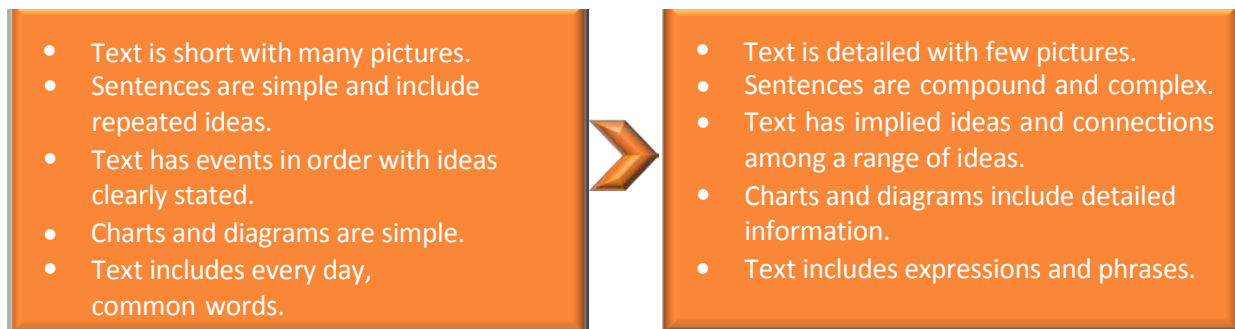 • Text is short with many pictures.
• Sentences are simple and include
repeated ideas.
• Text has events in order with ideas
clearly stated.
• Charts and diagrams are simple.
• Text includes every day,
common words.
• Text is detailed with few pictures.
• Sentences are compound and complex.
• Text has implied ideas and connections
among a range of ideas.
• Charts and diagrams include detailed
information.
• Text includes expressions and phrases.